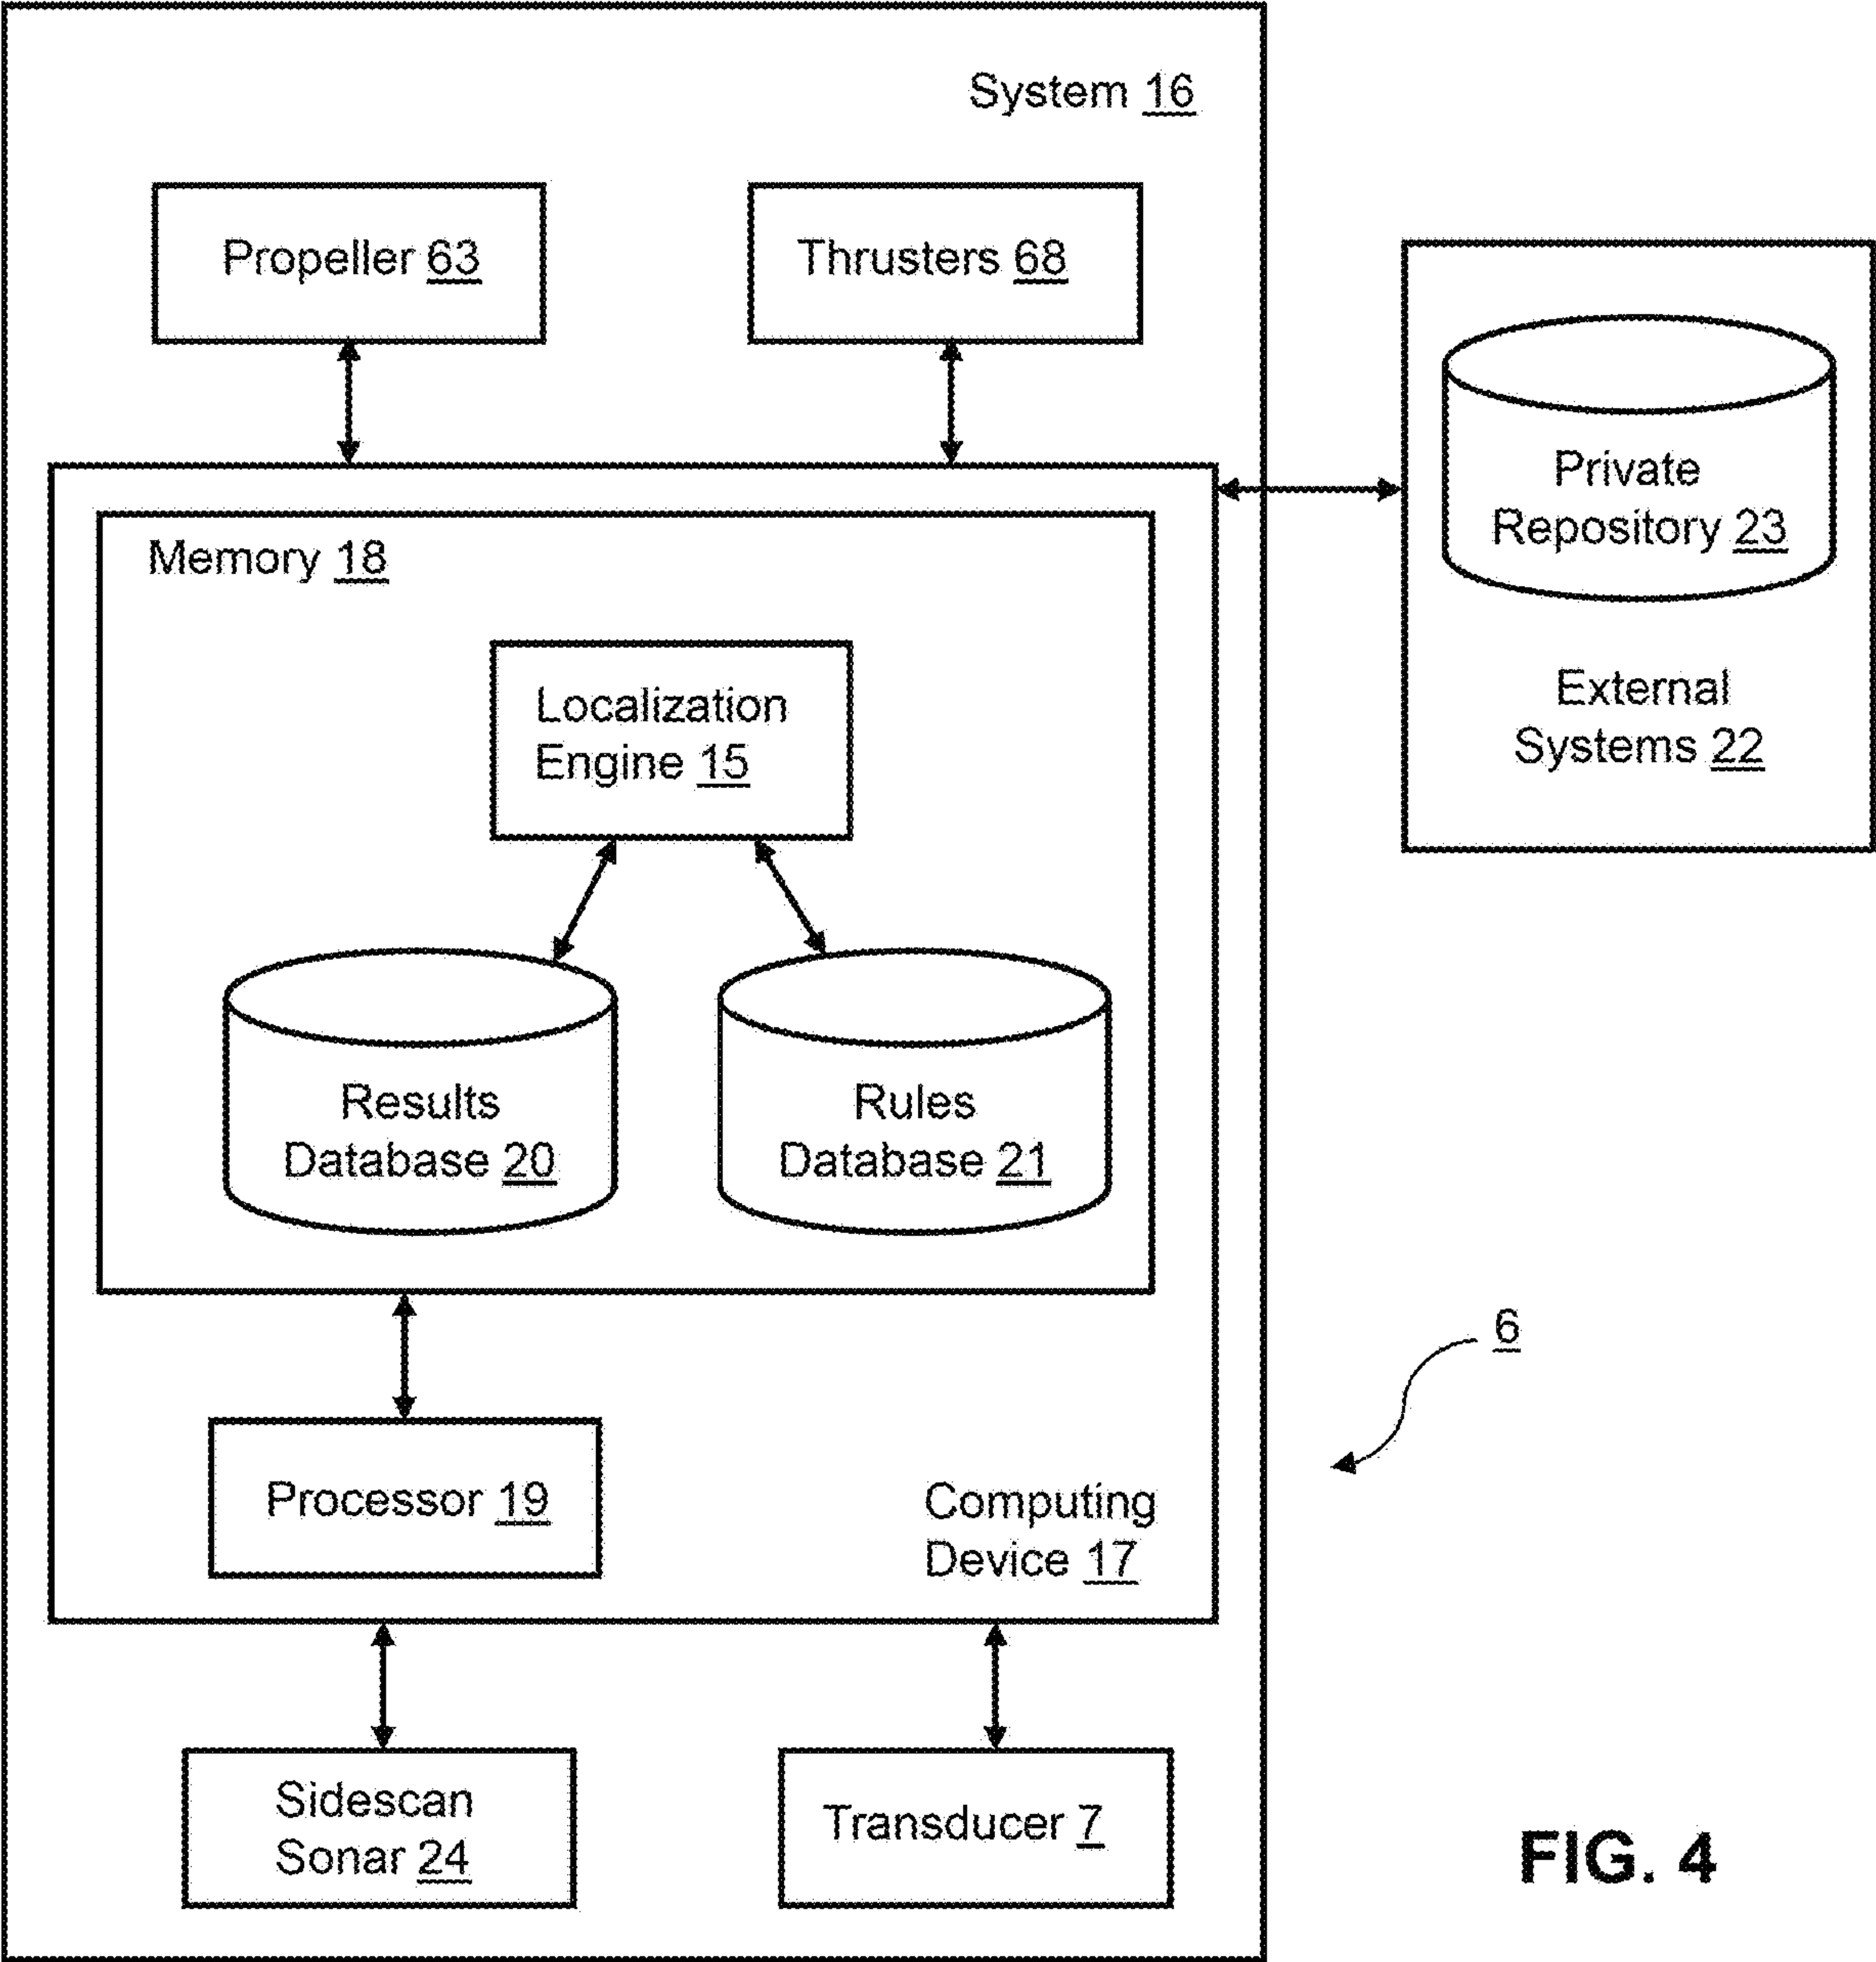 System 16
Propeller 63
Thrusters 68
Private
Repository 23
External
Systems 22
Memory 18
Localization
Engine 15
Results
Database 20
Rules
Database 21
6
Processor 19
Computing
Device 17
Sidescan
Sonar 24
Transducer 7
FIG. 4